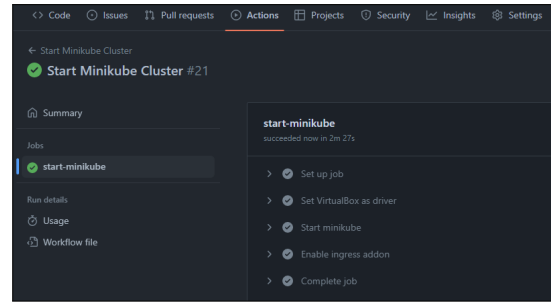 Code Issues Pull requests Actions Projects Security Insights Settings
Start Minikube Cluster
Start Minikube Cluster #21
Summary
Jobs
start-minikube
Run details
Usage
Workflow file
start-minikube
succeeded now in 2m 27s
Set up job
Set VirtualBox as driver
Start minikube
Enable ingress addon
Complete job